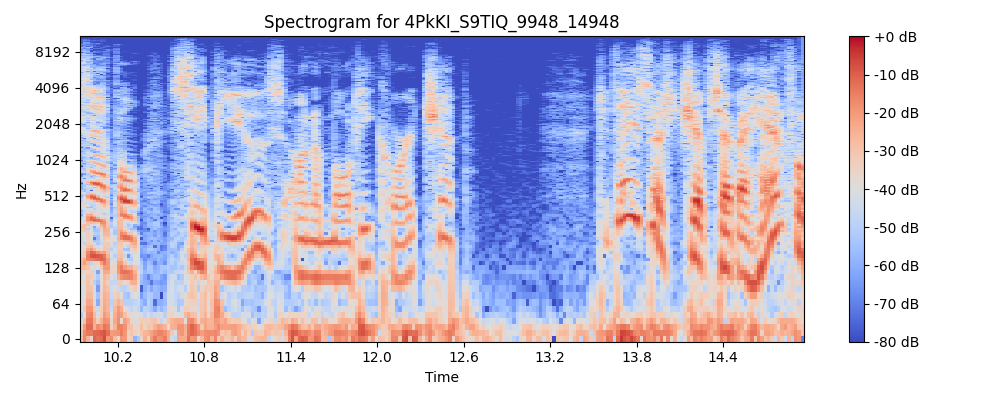 Spectrogram for 4PkKI_S9TIQ_9948_14948
Hz
8192
4096
2048
1024
512
256
128
64
0
10.2 10.8 11.4 12.0 12.6 13.2 13.8 14.4
Time
+0 dB
-10 dB
-20 dB
-30 dB
-40 dB
-50 dB
-60 dB
-70 dB
-80 dB